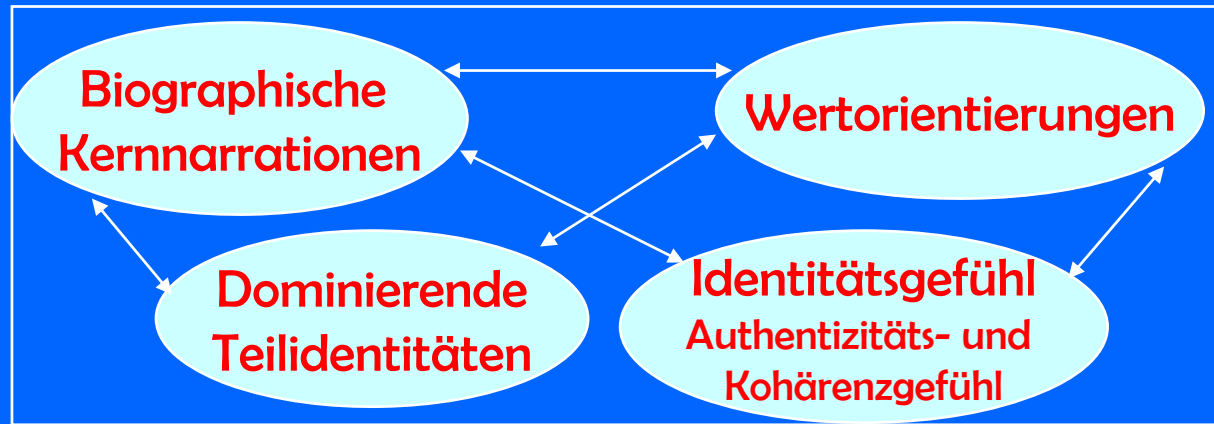 Biographische
Kernnarrationen
Wertorientierungen
Dominierende
Teilidentitäten
Identitätsgefühl
Authentizitäts- und
Kohärenzgefühl